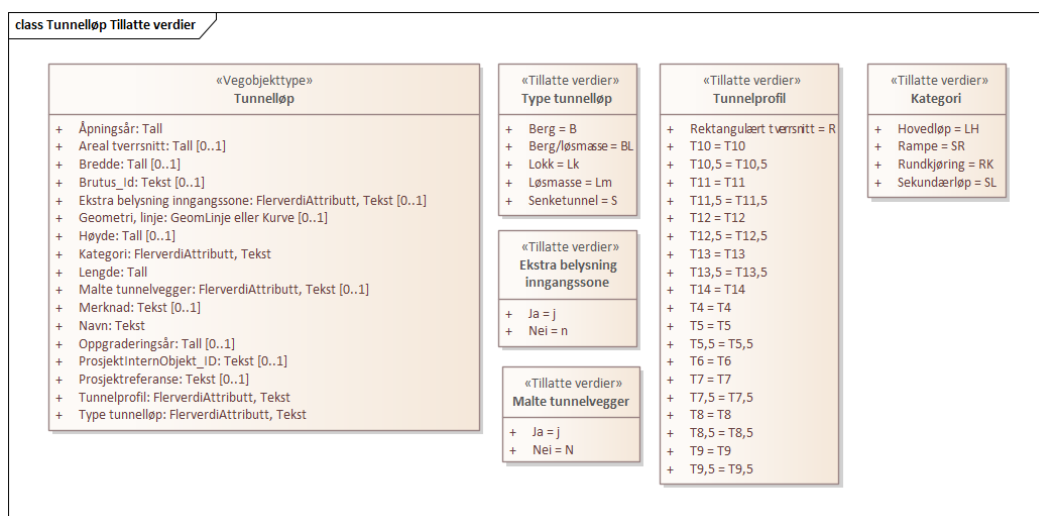 class Tunnelløp Tillatte verdier
«Vegobjekttype»
Tunnelløp
+ Åpningsår: Tall
+ Areal tverrsnitt: Tall [0..1]
+ Bredde: Tall [0..1]
+ Brutus_Id: Tekst [0..1]
+ Ekstra belysning inngangssone: FlerverdiAttributt, Tekst [0..1]
+ Geometri, linje: GeomLinje eller Kurve [0..1]
+ Høyde: Tall [0..1]
+ Kategori: FlerverdiAttributt, Tekst
+ Lengde: Tall
+ Malte tunnelvegger: FlerverdiAttributt, Tekst [0..1]
+ Merknad: Tekst [0..1]
+ Navn: Tekst
+ Oppgraderingsår: Tall [0..1]
+ ProsjektInternObjekt_ID: Tekst [0..1]
+ Prosjektreferanse: Tekst [0..1]
+ Tunnelprofil: FlerverdiAttributt, Tekst
+ Type tunnelløp: FlerverdiAttributt, Tekst
«Tillatte verdier»
Type tunnelløp
+ Berg = B
+ Berg/løsmasse = BL
+ Lokk = Lk
+ Løsmasse = Lm
+ Senketunnel = S
«Tillatte verdier»
Ekstra belysning
inngangssone
+ Ja = j
+ Nei = n
«Tillatte verdier»
Malte tunnelvegger
+ Ja = j
+ Nei = N
«Tillatte verdier»
Tunnelprofil
+ Rektangulært tverrsnitt = R
+ T10 = T10
+ T10,5 = T10,5
+ T11 = T11
+ T11,5 = T11,5
+ T12 = T12
+ T12,5 = T12,5
+ T13 = T13
+ T13,5 = T13,5
+ T14 = T14
+ T4 = T4
+ T5 = T5
+ T5,5 = T5,5
+ T6 = T6
+ T7 = T7
+ T7,5 = T7,5
+ T8 = T8
+ T8,5 = T8,5
+ T9 = T9
+ T9,5 = T9,5
«Tillatte verdier»
Kategori
+ Hovedløp = LH
+ Rampe = SR
+ Rundkjøring = RK
+ Sekundærløp = SL